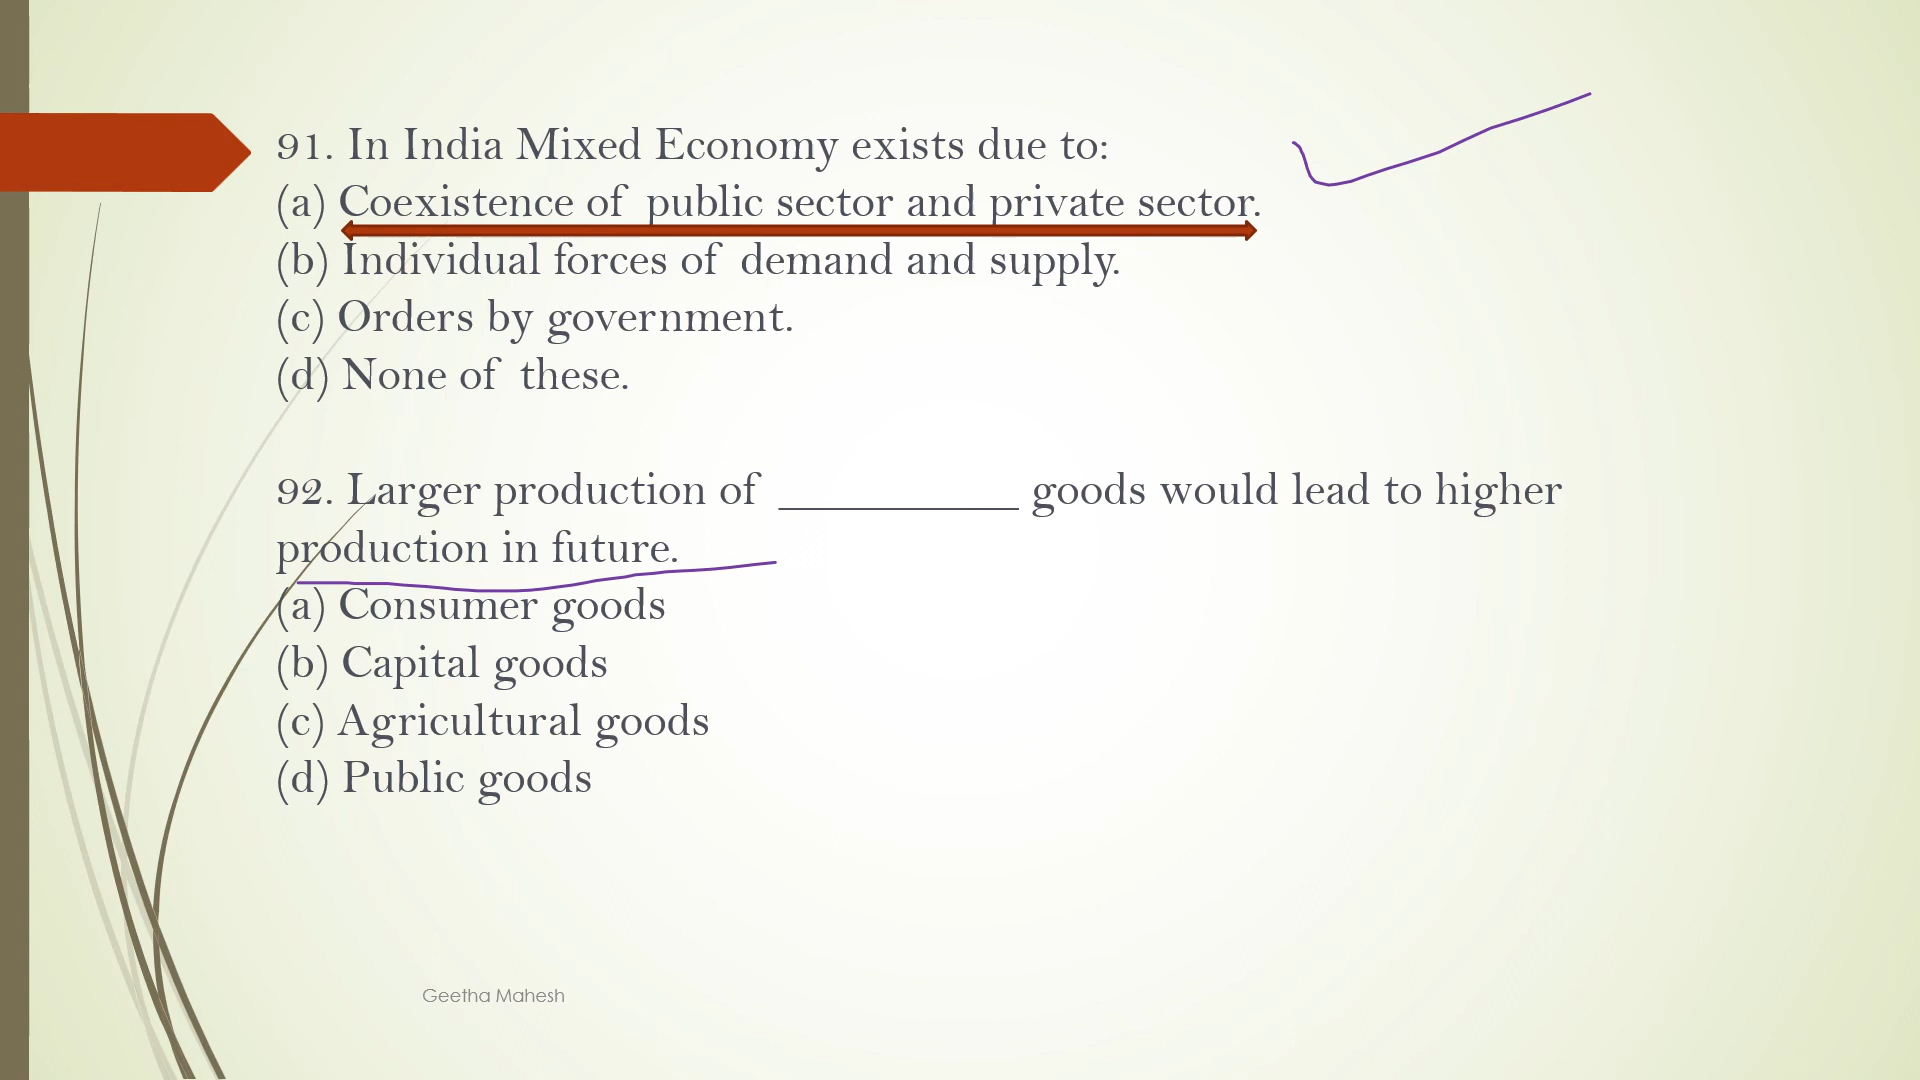 91. In India Mixed Economy exists due to:
(a) Coexistence of public sector and private sector.
(b) Individual forces of demand and supply.
(c) Orders by government.
(d) None of these.
92. Larger production of ____________ goods would lead to higher
production in future.
(a) Consumer goods
(b) Capital goods
(c) Agricultural goods
(d) Public goods
Geetha Mahesh